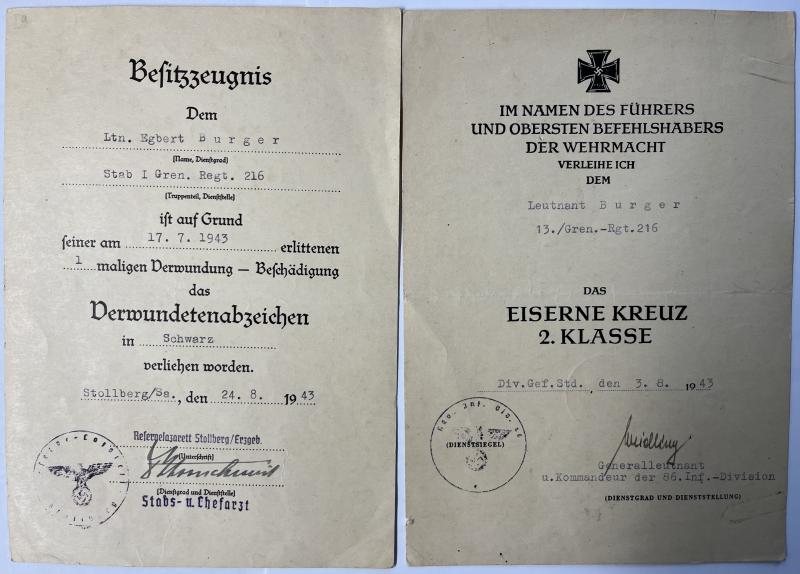 Besitzzeugnis
Dem
Ltn. Egbert B u r g e r
(Name, Dienstgrad)
Stab I Gren. Regt. 216
(Truppenteil, Dienststelle)
ist auf Grund
seiner am 17. 7. 1943 erlittenen
1 maligen Verwundung – Beschädigung
das
Verwundetenabzeichen
in Schwarz
verliehen worden.
Stollberg/Sa., den 24. 8. 1943
Reservelazarett Stollberg/Erzgeb.
(Unterschrift)
(Dienstgrad und Dienststelle)
Stabs- u. Chefarzt
IM NAMEN DES FÜHRERS
UND OBERSTEN BEFEHLSHABERS
DER WEHRMACHT
VERLEIHE ICH
DEM
Leutnant B u r g e r
13./Gren.-Rgt.216
DAS
EISERNE KREUZ
2. KLASSE
Div.Gef.Std. den 3. 8. 1943
(DIENSTSIEGEL)
Weidling
Generalleutnant
u.Kommandeur der 86.Inf.-Division
(DIENSTGRAD UND DIENSTSTELLUNG)